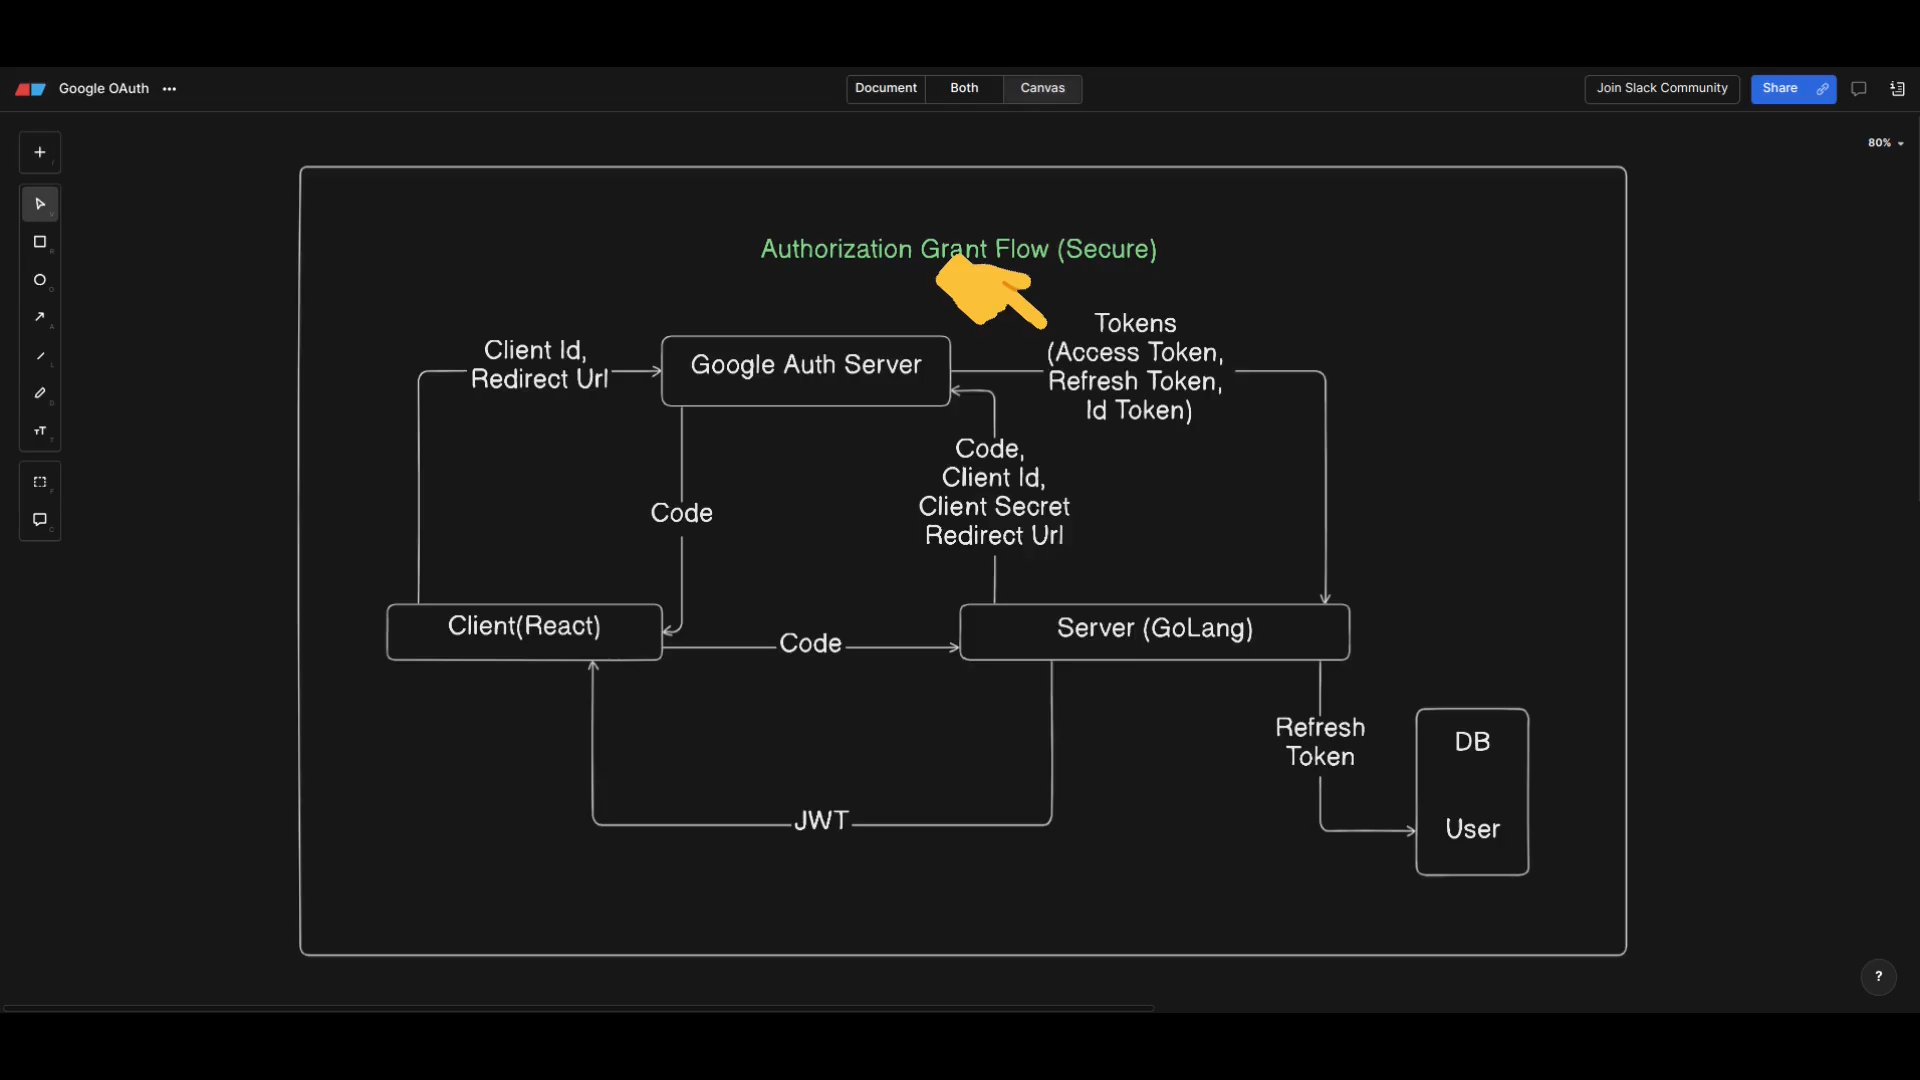 Google OAuth
Document
Both
Canvas
Join Slack Community
Share
80%
Authorization Grant Flow (Secure)
Client Id,
Redirect Url
Google Auth Server
Tokens
(Access Token,
Refresh Token,
Id Token)
Code
Code,
Client Id,
Client Secret
Redirect Url
Client(React)
Code
Server (GoLang)
Refresh
Token
DB
User
JWT
TT
?